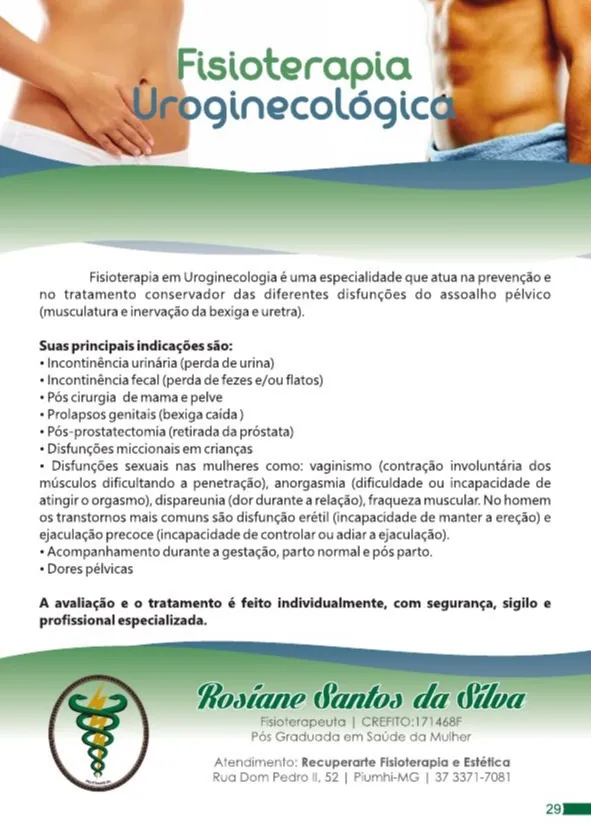 Fisioterapia
Uroginecológica
Fisioterapia em Uroginecologia é uma especialidade que atua na prevenção e
no tratamento conservador das diferentes disfunções do assoalho pélvico
(musculatura e inervação da bexiga e uretra).
Suas principais indicações são:
• Incontinência urinária (perda de urina)
• Incontinência fecal (perda de fezes e/ou flatos)
• Pós cirurgia de mama e pelve
• Prolapsos genitais (bexiga caída )
• Pós-prostatectomia (retirada da próstata)
• Disfunções miccionais em crianças
• Disfunções sexuais nas mulheres como: vaginismo (contração involuntária dos
músculos dificultando a penetração), anorgasmia (dificuldade ou incapacidade de
atingir o orgasmo), dispareunia (dor durante a relação), fraqueza muscular. No homem
os transtornos mais comuns são disfunção erétil (incapacidade de manter a ereção) e
ejaculação precoce (incapacidade de controlar ou adiar a ejaculação).
• Acompanhamento durante a gestação, parto normal e pós parto.
• Dores pélvicas
A avaliação e o tratamento é feito individualmente, com segurança, sigilo e
profissional especializada.
Rosiane Santos da Silva
Fisioterapeuta | CREFITO:171468F
Pós Graduada em Saúde da Mulher
Atendimento: Recuperarte Fisioterapia e Estética
Rua Dom Pedro II, 52 | Piumhi-MG | 37 3371-7081
29